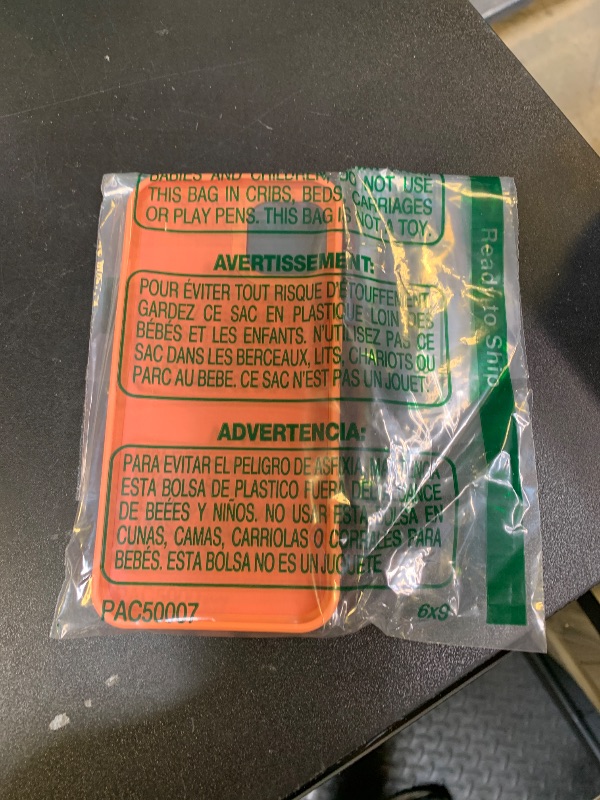 BABIES AND CHILDREN. DO NOT USE
THIS BAG IN CRIBS, BEDS, CARRIAGES
OR PLAY PENS. THIS BAG IS NOT A TOY.
AVERTISSEMENT:
POUR ÉVITER TOUT RISQUE D'ÉTOUFFEMENT,
GARDEZ CE SAC EN PLASTIQUE LOIN DES
BÉBÉS ET LES ENFANTS. N'UTILISEZ PAS CE
SAC DANS LES BERCEAUX, LITS, CHARIOTS OU
PARC AU BEBE. CE SAC N'EST PAS UN JOUET.
ADVERTENCIA:
PARA EVITAR EL PELIGRO DE ASFIXIA, MANTENGA
ESTA BOLSA DE PLASTICO FUERA DEL
DE BEÉES Y NIÑOS. NO USAR ESTA BOLSA EN
CUNAS, CAMAS, CARRIOLAS O CORRALES PARA
BEBÉS. ESTA BOLSA NO ES UN JUGUETE
PAC50007
6x9
Ready to Ship